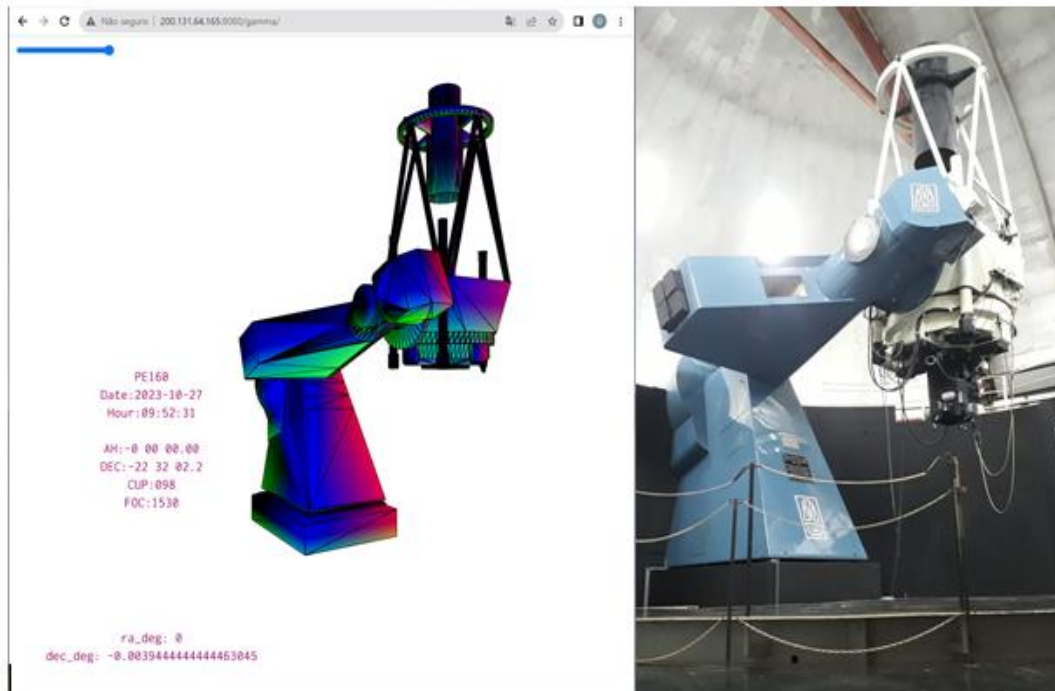 Não seguro | 200.131.64.165:8080/gamma/
PE160
Date:2023-10-27
Hour:09:52:31
AH:-0 00 00.00
DEC:-22 32 02.2
CUP:098
FOC:1530
ra_deg: 0
dec_deg: -0.0039444444444463045